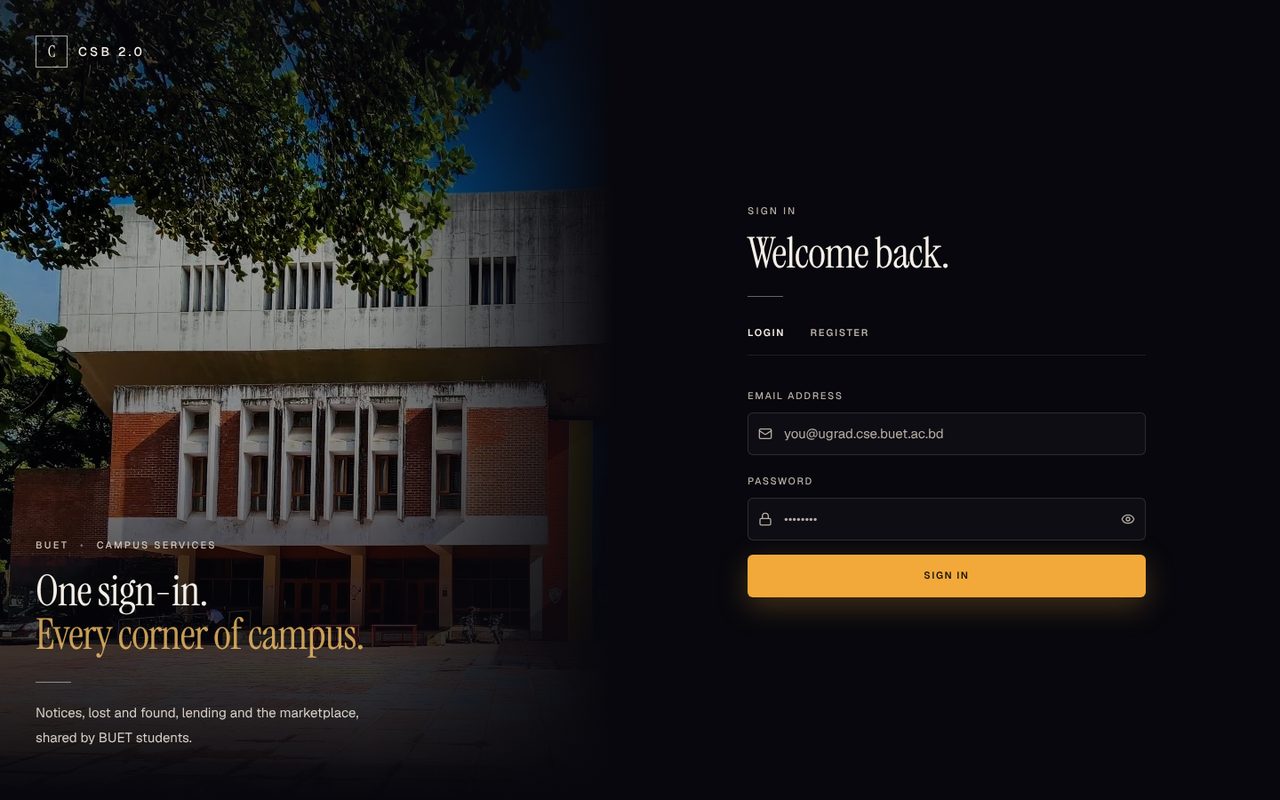 C CSB 2.0
BUET · CAMPUS SERVICES
One sign-in.
Every corner of campus.
Notices, lost and found, lending and the marketplace,
shared by BUET students.
SIGN IN
Welcome back.
LOGIN REGISTER
EMAIL ADDRESS
you@ugrad.cse.buet.ac.bd
PASSWORD
••••••••
SIGN IN